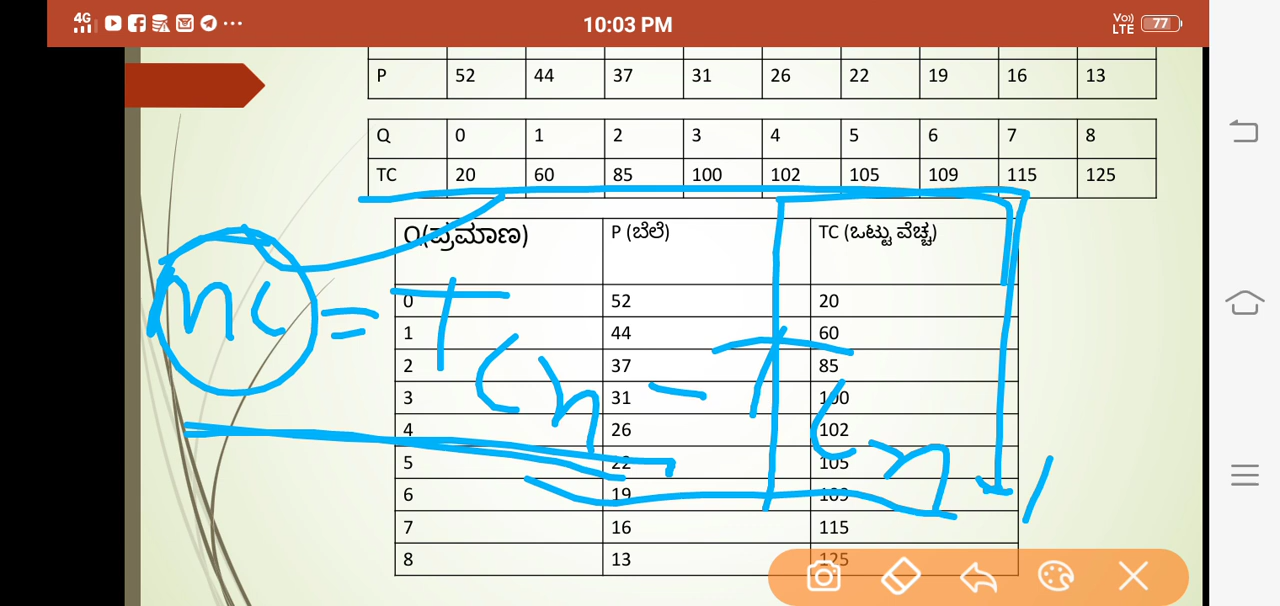 4G 10:03 PM Vo)) LTE 77
P 52 44 37 31 26 22 19 16 13
Q 0 1 2 3 4 5 6 7 8
TC 20 60 85 100 102 105 109 115 125
Q(ಪ್ರಮಾಣ) P (ಬೆಲೆ) TC (ಒಟ್ಟು ವೆಚ್ಚ)
0 52 20
1 44 60
2 37 85
3 31 100
4 26 102
5 22 105
6 19 109
7 16 115
8 13 125
mc = TCn - TCn-1